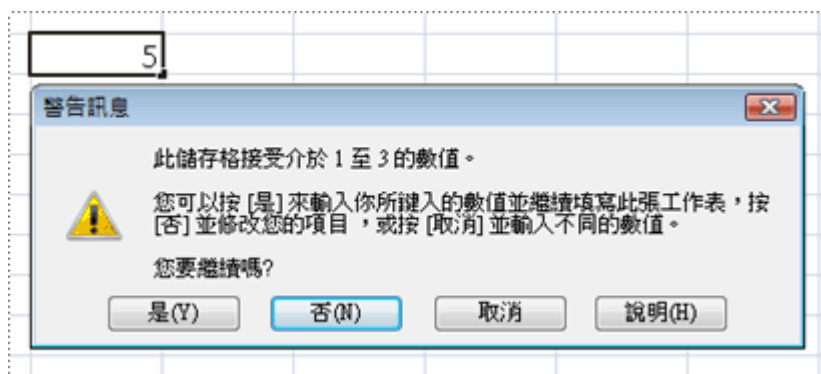 5
警告訊息
此儲存格接受介於 1 至 3 的數值。
您可以按 [是] 來輸入你所鍵入的數值並繼續填寫此張工作表，按
[否] 並修改您的項目，或按 [取消] 並輸入不同的數值。
您要繼續嗎?
是(Y) 否(N) 取消 說明(H)